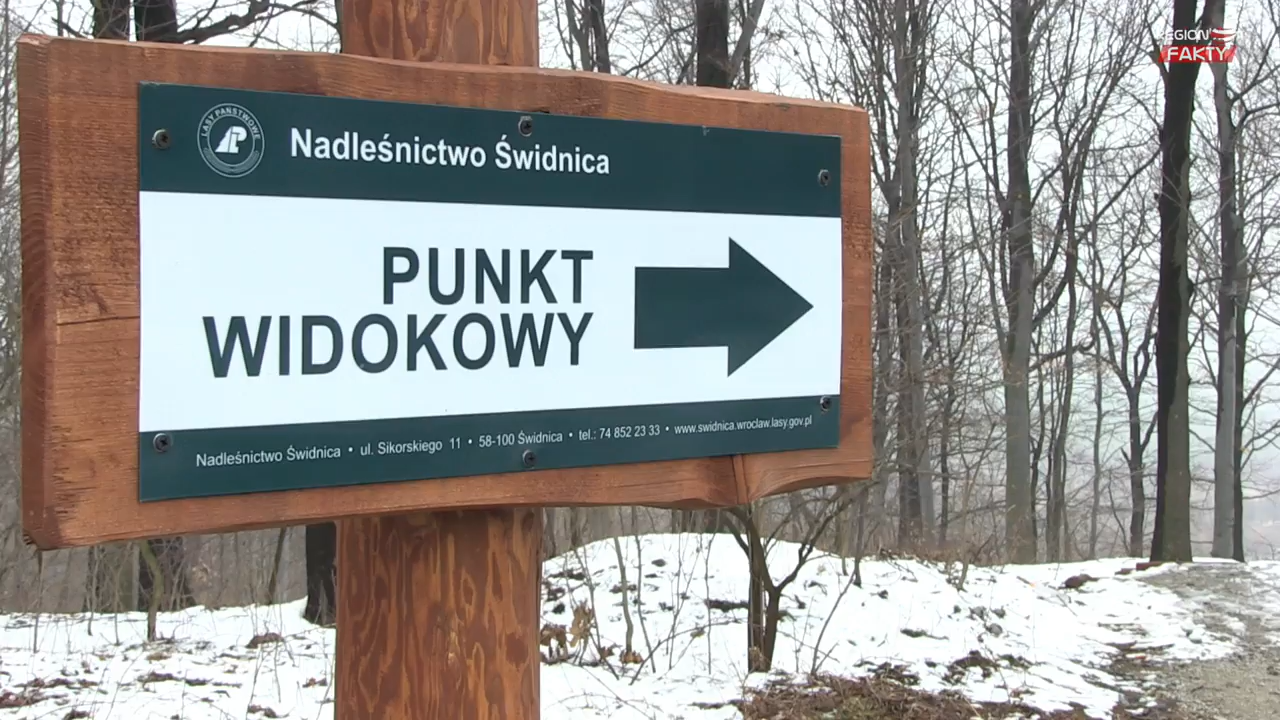 REGION
FAKTY
LASY PAŃSTWOWE
Nadleśnictwo Świdnica
PUNKT
WIDOKOWY
Nadleśnictwo Świdnica • ul. Sikorskiego 11 • 58-100 Świdnica • tel.: 74 852 23 33 • www.swidnica.wroclaw.lasy.gov.pl